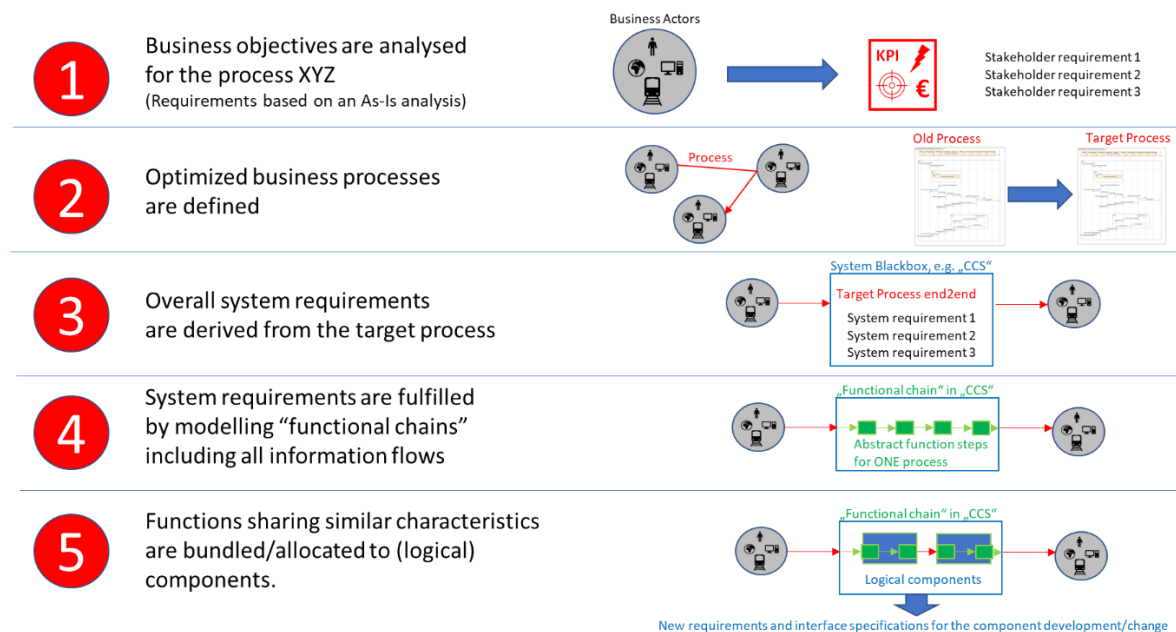 Business Actors
1
Business objectives are analysed
for the process XYZ
(Requirements based on an As-Is analysis)
KPI
€
Stakeholder requirement 1
Stakeholder requirement 2
Stakeholder requirement 3
2
Optimized business processes
are defined
Process
Old Process
Target Process
3
Overall system requirements
are derived from the target process
System Blackbox, e.g. „CCS“
Target Process end2end
System requirement 1
System requirement 2
System requirement 3
4
System requirements are fulfilled
by modelling “functional chains”
including all information flows
„Functional chain“ in „CCS“
Abstract function steps
for ONE process
5
Functions sharing similar characteristics
are bundled/allocated to (logical)
components.
„Functional chain“ in „CCS“
Logical components
New requirements and interface specifications for the component development/change